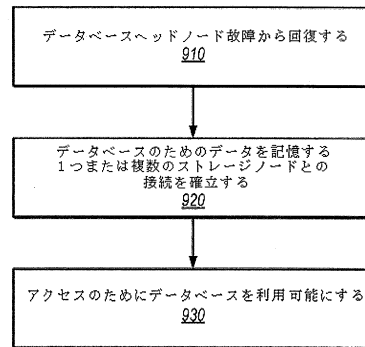 データベースヘッドノード故障から回復する
910
データベースのためのデータを記憶する
1つまたは複数のストレージノードとの
接続を確立する
920
アクセスのためにデータベースを利用可能にする
930